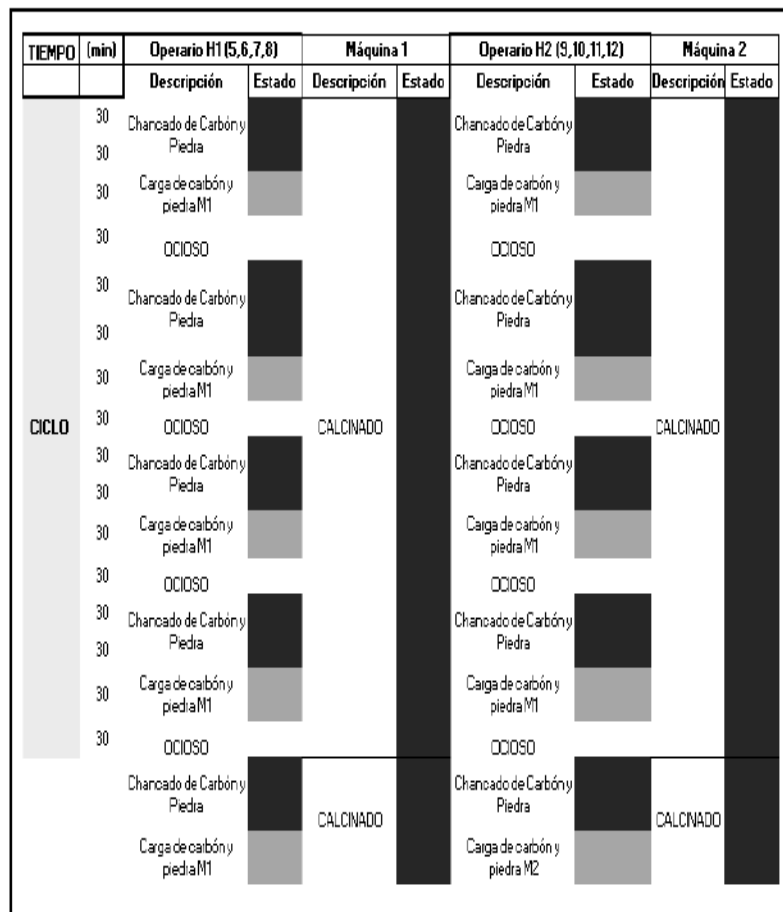 TIEMPO (min) Operario H1 (5,6,7,8) Máquina 1 Operario H2 (9,10,11,12) Máquina 2
Descripción Estado Descripción Estado Descripción Estado Descripción Estado
30 Chancado de Carbón y Chancado de Carbón y
30 Piedra Piedra
30 Carga de carbón y Carga de carbón y
piedra M1 piedra M1
30 OCIOSO OCIOSO
30 Chancado de Carbón y Chancado de Carbón y
30 Piedra Piedra
30 Carga de carbón y Carga de carbón y
piedra M1 piedra M1
CICLO 30 OCIOSO CALCINADO OCIOSO CALCINADO
30 Chancado de Carbón y Chancado de Carbón y
30 Piedra Piedra
30 Carga de carbón y Carga de carbón y
piedra M1 piedra M1
30 OCIOSO OCIOSO
30 Chancado de Carbón y Chancado de Carbón y
30 Piedra Piedra
30 Carga de carbón y Carga de carbón y
piedra M1 piedra M1
30 OCIOSO OCIOSO
Chancado de Carbón y Chancado de Carbón y
Piedra Piedra
CALCINADO CALCINADO
Carga de carbón y Carga de carbón y
piedra M1 piedra M2